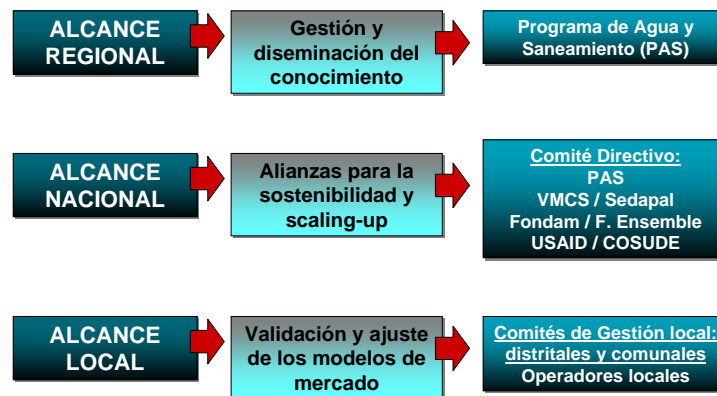 ALCANCE
REGIONAL
Gestión y
diseminación del
conocimiento
Programa de Agua y
Saneamiento (PAS)
ALCANCE
NACIONAL
Alianzas para la
sostenibilidad y
scaling-up
Comité Directivo:
PAS
VMCS / Sedapal
Fondam / F. Ensemble
USAID / COSUDE
ALCANCE
LOCAL
Validación y ajuste
de los modelos de
mercado
Comités de Gestión local:
distritales y comunales
Operadores locales